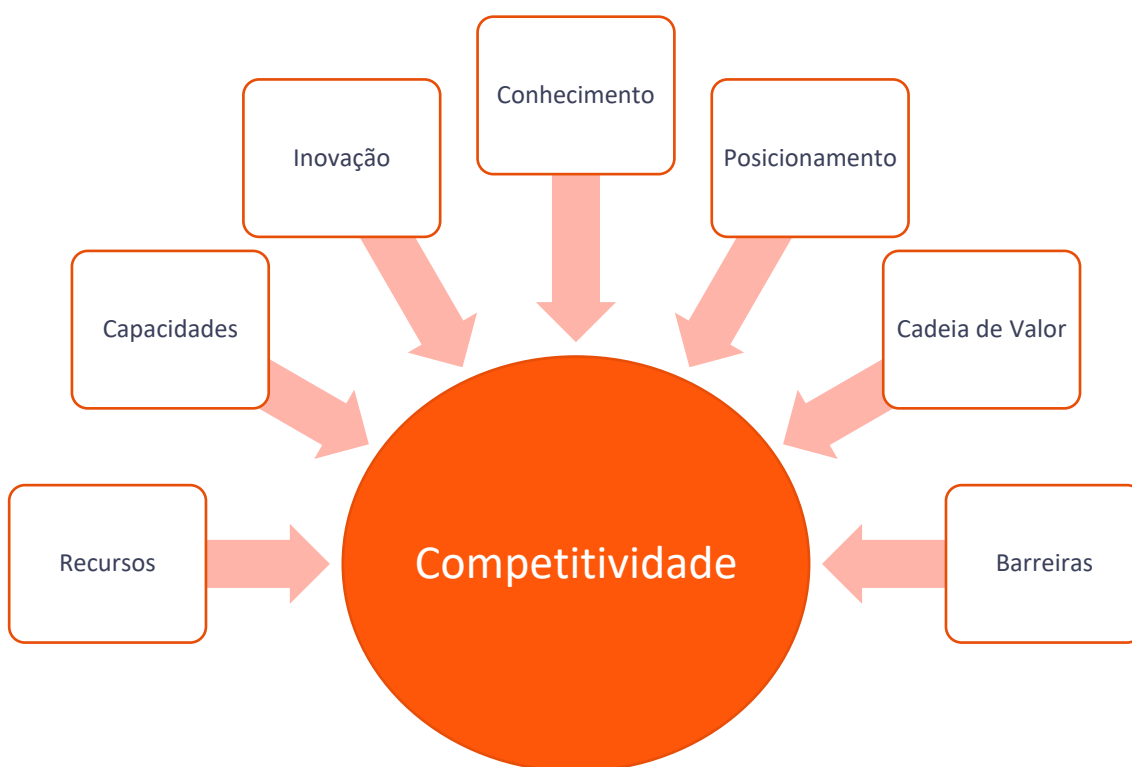 Conhecimento
Inovação
Posicionamento
Capacidades
Cadeia de Valor
Recursos
Competitividade
Barreiras